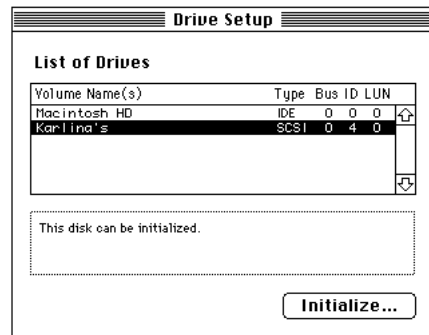 Drive Setup
List of Drives
Volume Name(s) Type Bus ID LUN
Macintosh HD IDE 0 0 0
Karlina's SCSI 0 4 0
This disk can be initialized.
Initialize...